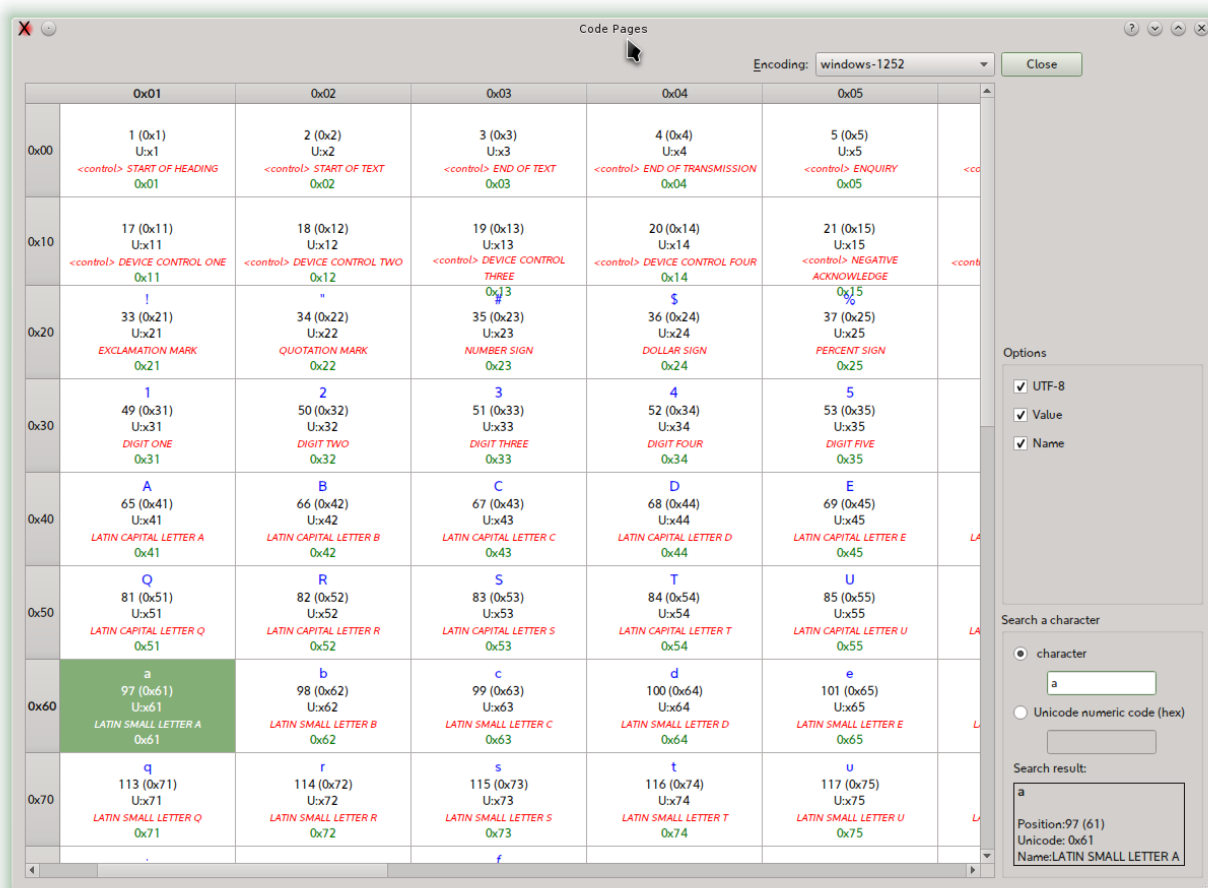 Code Pages
Encoding: windows-1252 Close
0x01 0x02 0x03 0x04 0x05
0x00
1 (0x1) 2 (0x2) 3 (0x3) 4 (0x4) 5 (0x5)
U:x1 U:x2 U:x3 U:x4 U:x5
<control> START OF HEADING <control> START OF TEXT <control> END OF TEXT <control> END OF TRANSMISSION <control> ENQUIRY <cc
0x01 0x02 0x03 0x04 0x05
0x10
17 (0x11) 18 (0x12) 19 (0x13) 20 (0x14) 21 (0x15)
U:x11 U:x12 U:x13 U:x14 U:x15
<control> DEVICE CONTROL ONE <control> DEVICE CONTROL TWO <control> DEVICE CONTROL THREE <control> DEVICE CONTROL FOUR <control> NEGATIVE ACKNOWLEDGE <cont
0x11 0x12 0x13 0x14 0x15
0x20
! " # $ %
33 (0x21) 34 (0x22) 35 (0x23) 36 (0x24) 37 (0x25)
U:x21 U:x22 U:x23 U:x24 U:x25
EXCLAMATION MARK QUOTATION MARK NUMBER SIGN DOLLAR SIGN PERCENT SIGN
0x21 0x22 0x23 0x24 0x25
0x30
1 2 3 4 5
49 (0x31) 50 (0x32) 51 (0x33) 52 (0x34) 53 (0x35)
U:x31 U:x32 U:x33 U:x34 U:x35
DIGIT ONE DIGIT TWO DIGIT THREE DIGIT FOUR DIGIT FIVE
0x31 0x32 0x33 0x34 0x35
0x40
A B C D E
65 (0x41) 66 (0x42) 67 (0x43) 68 (0x44) 69 (0x45)
U:x41 U:x42 U:x43 U:x44 U:x45
LATIN CAPITAL LETTER A LATIN CAPITAL LETTER B LATIN CAPITAL LETTER C LATIN CAPITAL LETTER D LATIN CAPITAL LETTER E LA
0x41 0x42 0x43 0x44 0x45
0x50
Q R S T U
81 (0x51) 82 (0x52) 83 (0x53) 84 (0x54) 85 (0x55)
U:x51 U:x52 U:x53 U:x54 U:x55
LATIN CAPITAL LETTER Q LATIN CAPITAL LETTER R LATIN CAPITAL LETTER S LATIN CAPITAL LETTER T LATIN CAPITAL LETTER U LA
0x51 0x52 0x53 0x54 0x55
0x60
a b c d e
97 (0x61) 98 (0x62) 99 (0x63) 100 (0x64) 101 (0x65)
U:x61 U:x62 U:x63 U:x64 U:x65
LATIN SMALL LETTER A LATIN SMALL LETTER B LATIN SMALL LETTER C LATIN SMALL LETTER D LATIN SMALL LETTER E L
0x61 0x62 0x63 0x64 0x65
0x70
q r s t u
113 (0x71) 114 (0x72) 115 (0x73) 116 (0x74) 117 (0x75)
U:x71 U:x72 U:x73 U:x74 U:x75
LATIN SMALL LETTER Q LATIN SMALL LETTER R LATIN SMALL LETTER S LATIN SMALL LETTER T LATIN SMALL LETTER U L
0x71 0x72 0x73 0x74 0x75
Options
UTF-8
Value
Name
Search a character
character
a
Unicode numeric code (hex)
Search result:
a
Position:97 (61)
Unicode: 0x61
Name:LATIN SMALL LETTER A